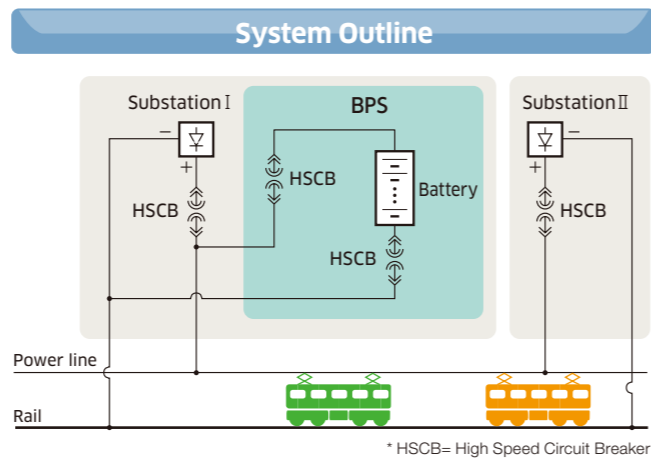 System Outline
Substation I
BPS
Substation II
−
−
+
+
HSCB
HSCB
Battery
HSCB
HSCB
Power line
Rail
* HSCB= High Speed Circuit Breaker